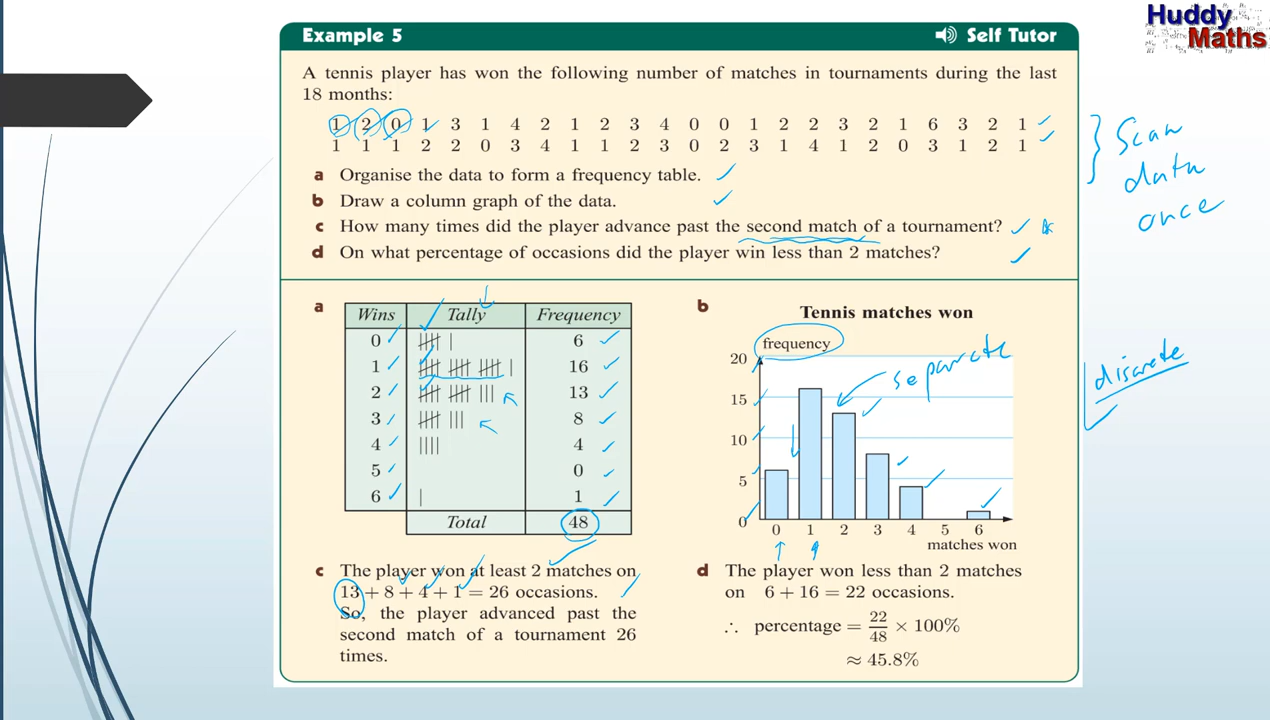 Huddy
Maths
Example 5
Self Tutor
A tennis player has won the following number of matches in tournaments during the last
18 months:
1 2 0 1 3 1 4 2 1 2 3 4 0 0 1 2 2 3 2 1 6 3 2 1
1 1 1 2 2 0 3 4 1 1 2 3 0 2 3 1 4 1 2 0 3 1 2 1
a Organise the data to form a frequency table.
b Draw a column graph of the data.
c How many times did the player advance past the second match of a tournament?
d On what percentage of occasions did the player win less than 2 matches?
Scan
data
once
a
Wins Tally Frequency
0 6
1 16
2 13
3 8
4 4
5 0
6 1
Total 48
b
Tennis matches won
frequency
20
15
10
5
0
0 1 2 3 4 5 6
matches won
separate
discrete
c The player won at least 2 matches on
13 + 8 + 4 + 1 = 26 occasions.
So, the player advanced past the
second match of a tournament 26
times.
d The player won less than 2 matches
on 6 + 16 = 22 occasions.
∴ percentage = 22/48 × 100%
≈ 45.8%